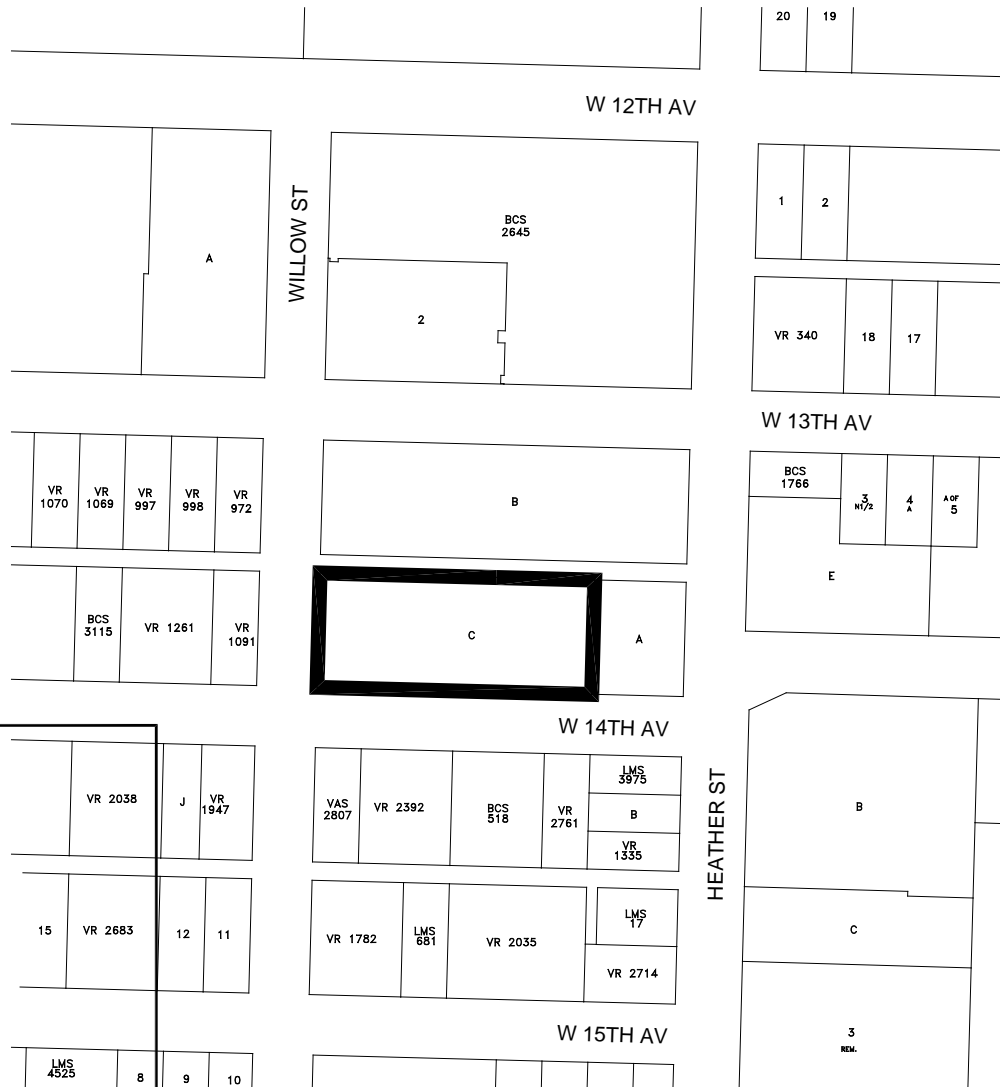 20
19
W 12TH AV
WILLOW ST
A
BCS
2645
2
1
2
VR 340
18
17
W 13TH AV
VR
1070
VR
1069
VR
997
VR
998
VR
972
B
BCS
1766
3
N1/2
4
A
A OF
5
E
BCS
3115
VR 1261
VR
1091
C
A
W 14TH AV
HEATHER ST
VR 2038
J
VR
1947
VAS
2807
VR 2392
BCS
518
VR
2761
LMS
3975
B
VR
1335
B
15
VR 2683
12
11
VR 1782
LMS
681
VR 2035
LMS
17
VR 2714
C
W 15TH AV
3
REM.
LMS
4525
8
9
10